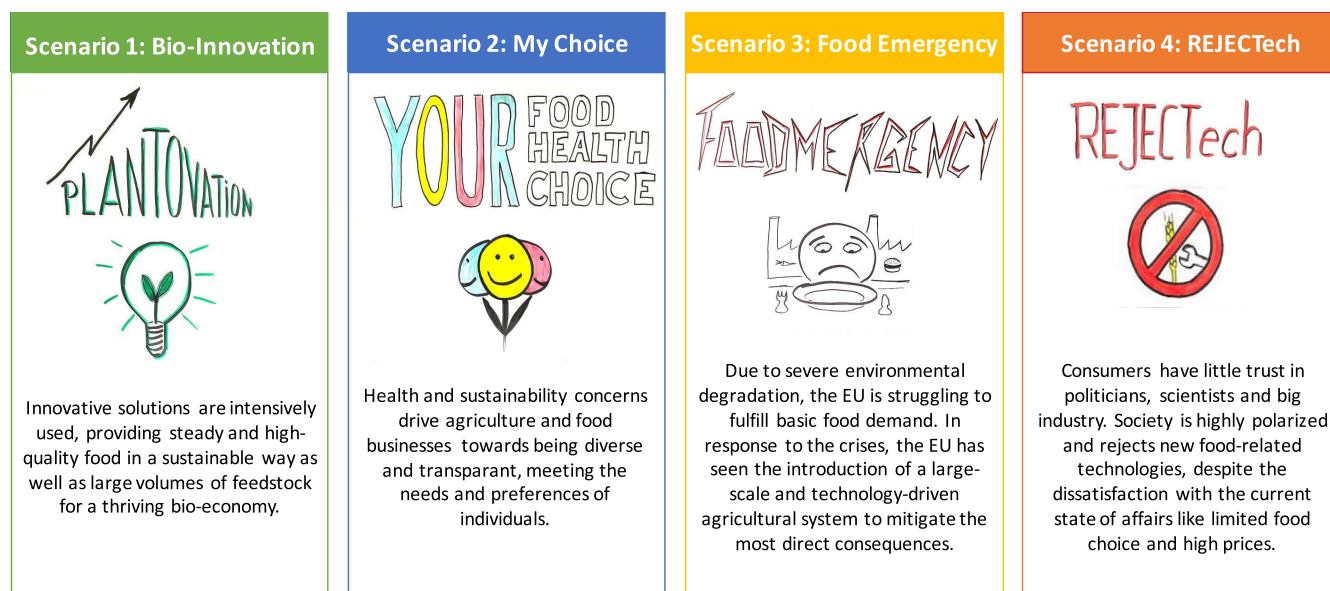 Scenario 1: Bio-Innovation
PLANTOVATiON
Innovative solutions are intensively
used, providing steady and high-
quality food in a sustainable way as
well as large volumes of feedstock
for a thriving bio-economy.
Scenario 2: My Choice
YOUR
FOOD
HEALTH
CHOICE
Health and sustainability concerns
drive agriculture and food
businesses towards being diverse
and transparant, meeting the
needs and preferences of
individuals.
Scenario 3: Food Emergency
FOODMERGENCY
Due to severe environmental
degradation, the EU is struggling to
fulfill basic food demand. In
response to the crises, the EU has
seen the introduction of a large-
scale and technology-driven
agricultural system to mitigate the
most direct consequences.
Scenario 4: REJECTech
REJECTech
Consumers have little trust in
politicians, scientists and big
industry. Society is highly polarized
and rejects new food-related
technologies, despite the
dissatisfaction with the current
state of affairs like limited food
choice and high prices.